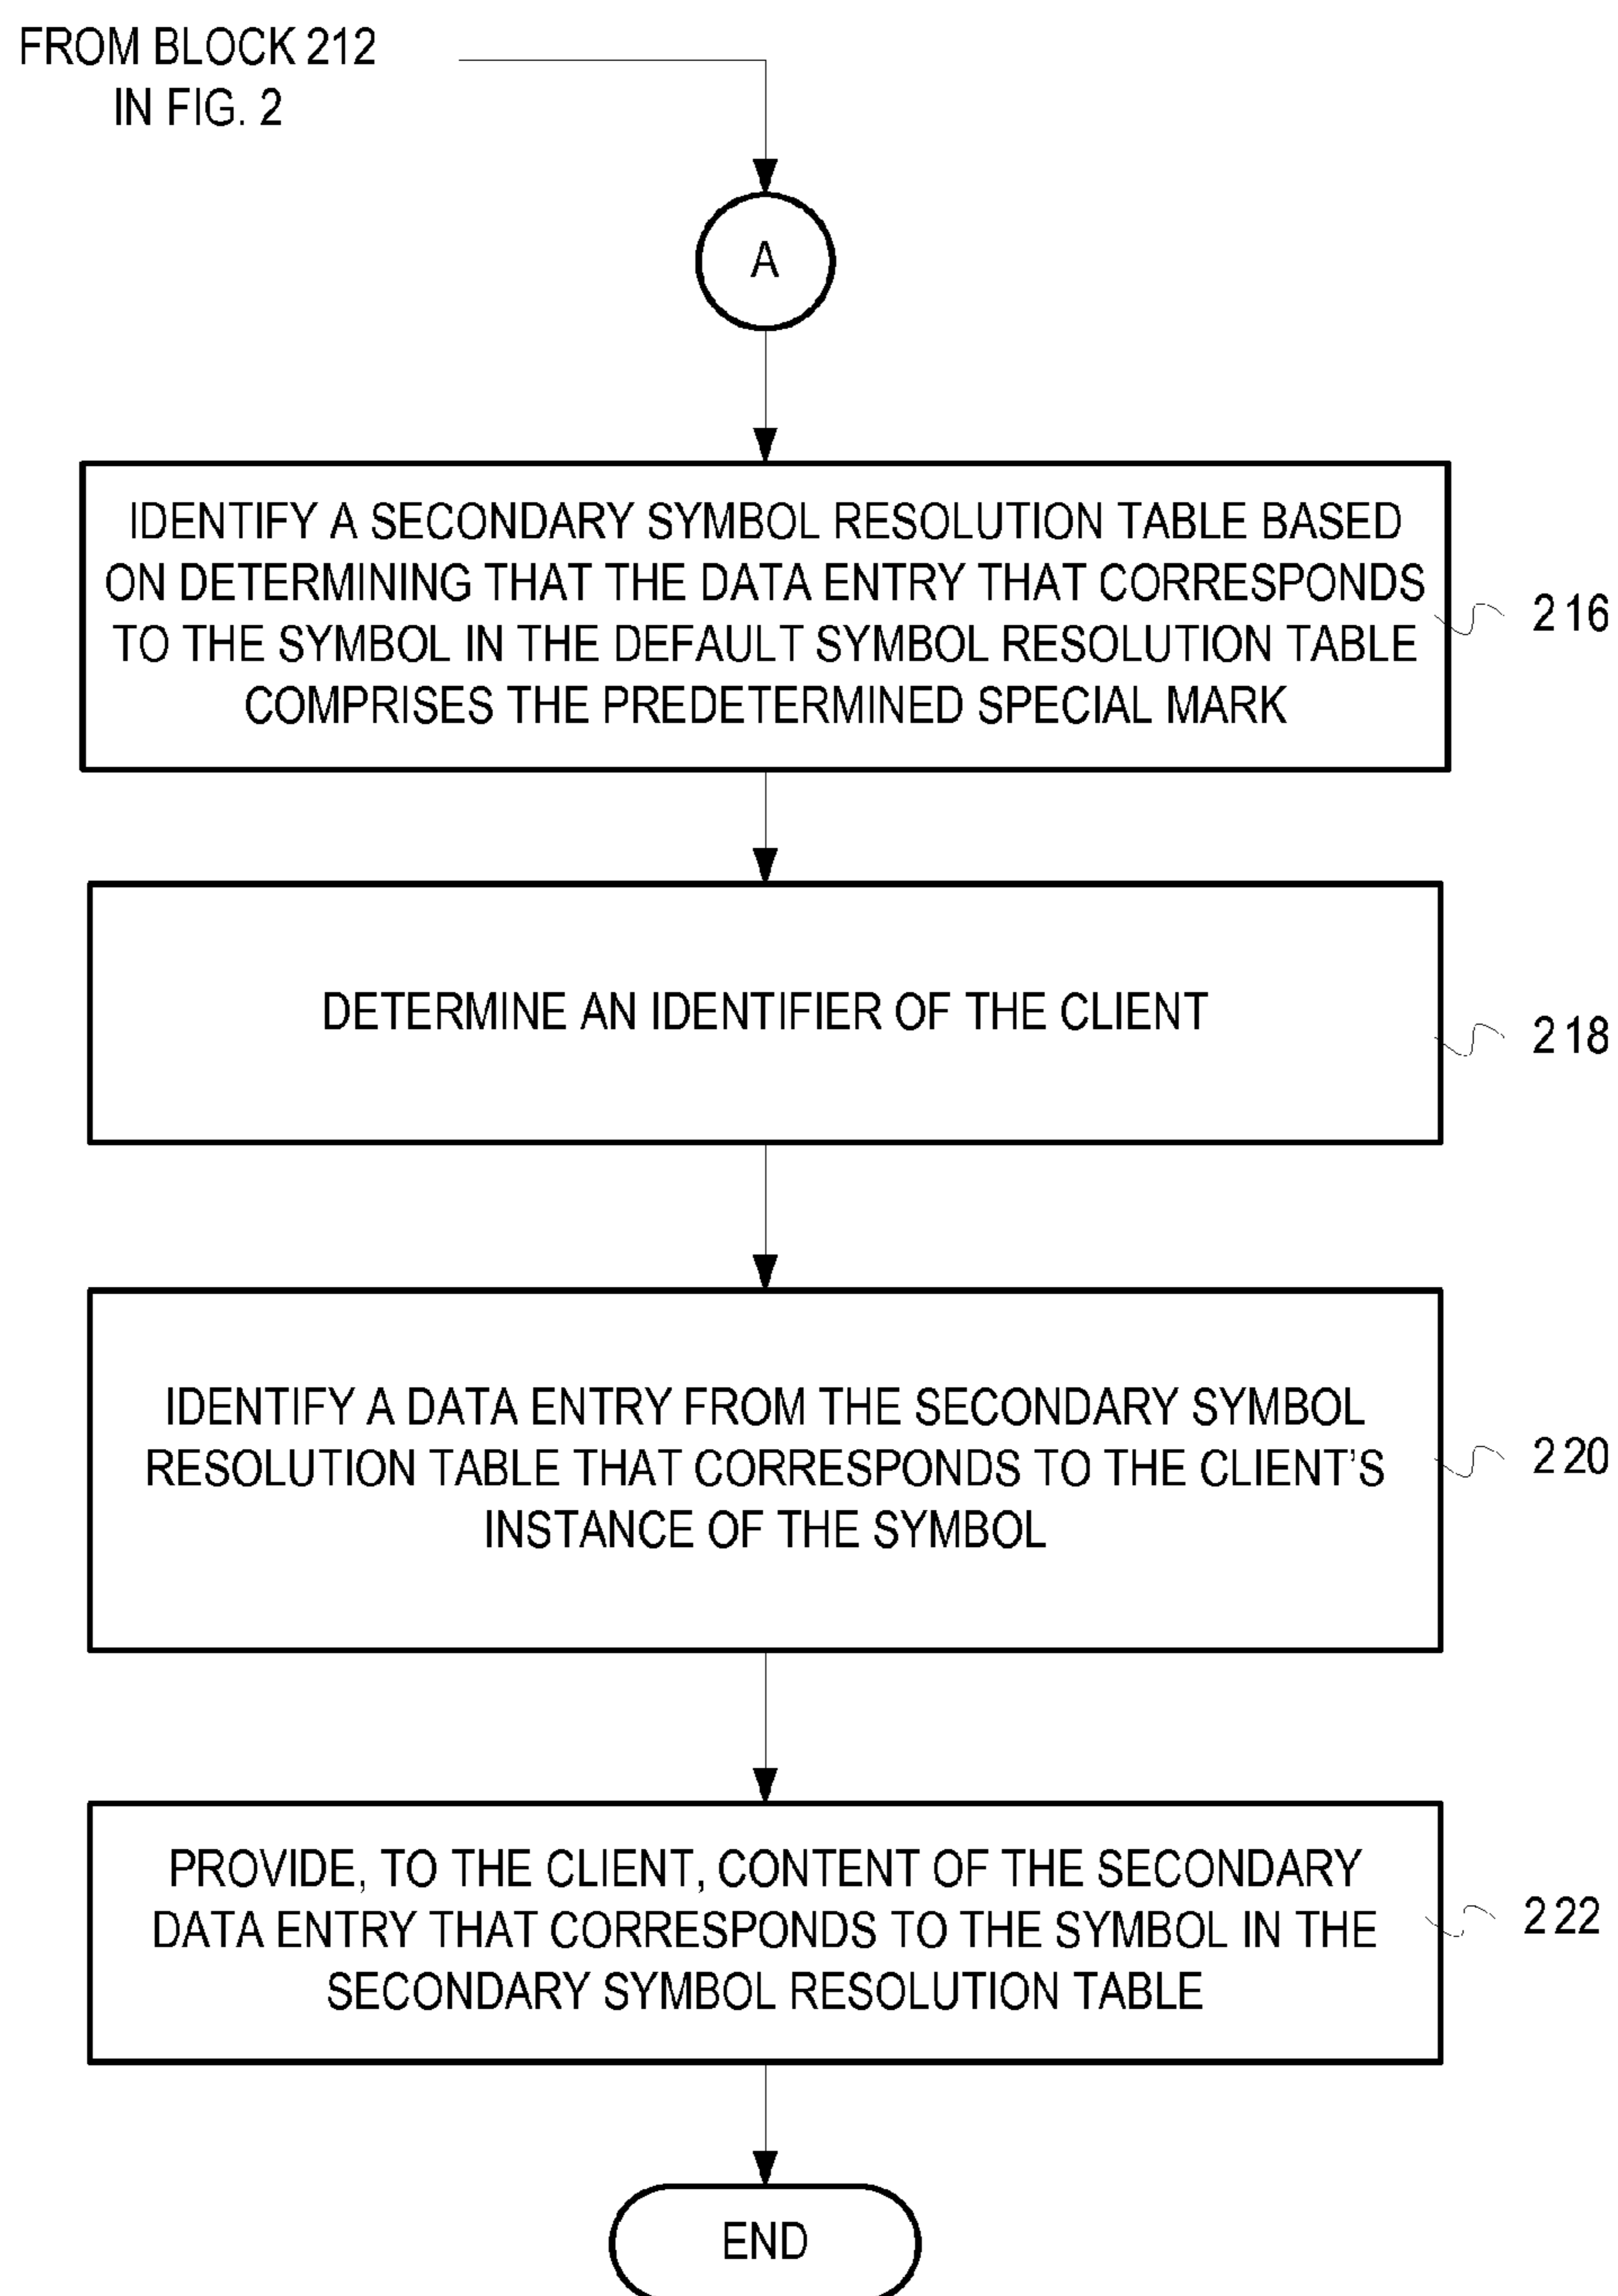 FROM BLOCK 212
IN FIG. 2
A
IDENTIFY A SECONDARY SYMBOL RESOLUTION TABLE BASED
ON DETERMINING THAT THE DATA ENTRY THAT CORRESPONDS
TO THE SYMBOL IN THE DEFAULT SYMBOL RESOLUTION TABLE
COMPRISES THE PREDETERMINED SPECIAL MARK
216
DETERMINE AN IDENTIFIER OF THE CLIENT
218
IDENTIFY A DATA ENTRY FROM THE SECONDARY SYMBOL
RESOLUTION TABLE THAT CORRESPONDS TO THE CLIENT’S
INSTANCE OF THE SYMBOL
220
PROVIDE, TO THE CLIENT, CONTENT OF THE SECONDARY
DATA ENTRY THAT CORRESPONDS TO THE SYMBOL IN THE
SECONDARY SYMBOL RESOLUTION TABLE
222
END